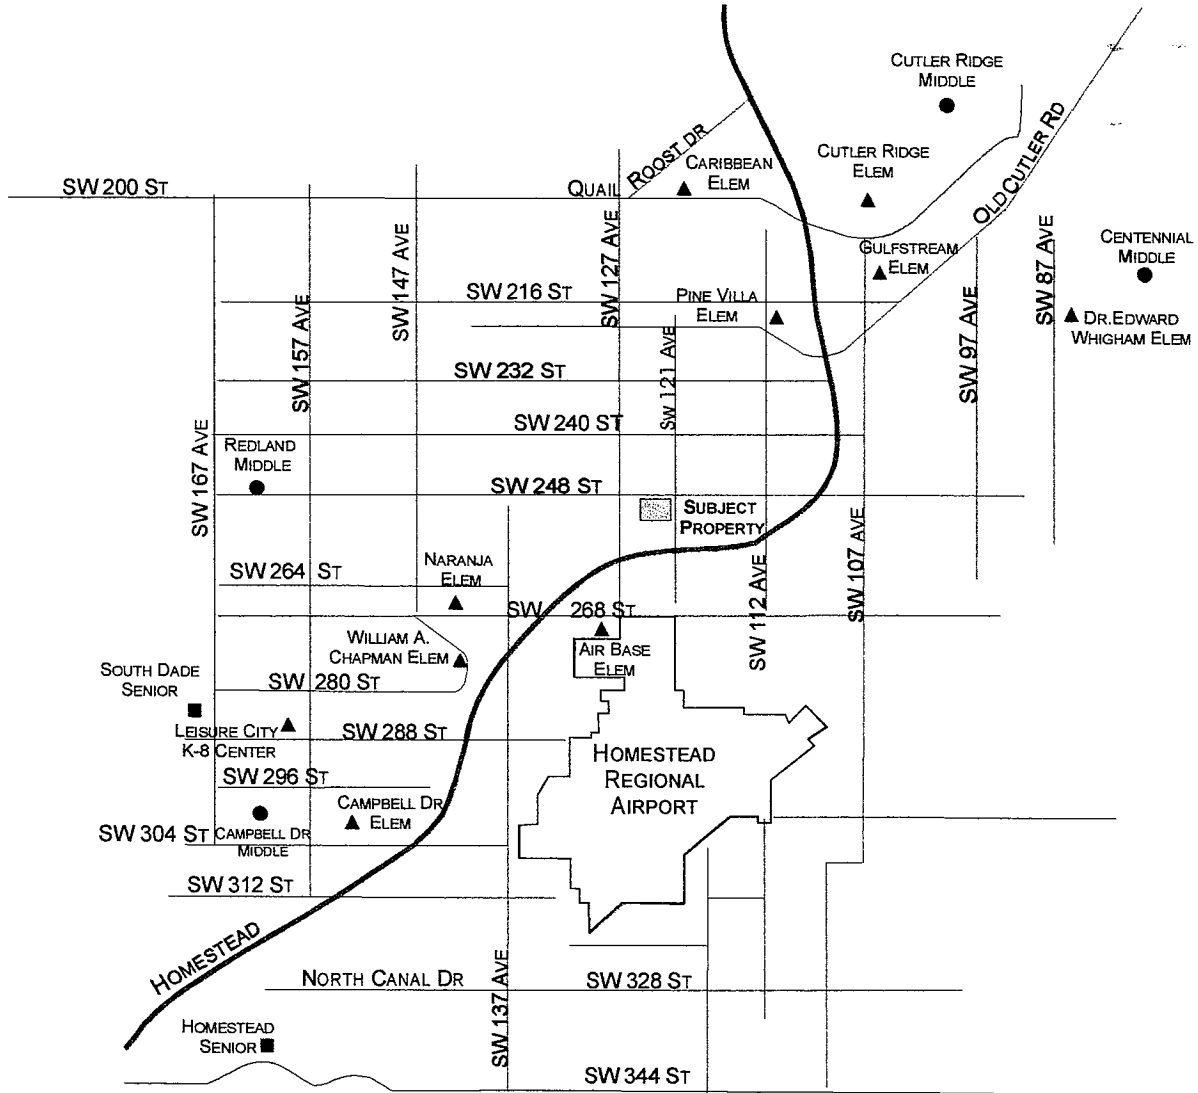 CUTLER RIDGE
MIDDLE
ROOST DR
OLD CUTLER RD
CUTLER RIDGE
ELEM
CARIBBEAN
ELEM
SW 200 ST
QUAIL
SW 147 AVE
SW 127 AVE
SW 87 AVE
CENTENNIAL
MIDDLE
GULFSTREAM
ELEM
SW 216 ST
PINE VILLA
ELEM
SW 157 AVE
SW 121 AVE
SW 97 AVE
DR.EDWARD
WHIGHAM ELEM
SW 232 ST
SW 240 ST
SW 167 AVE
REDLAND
MIDDLE
SW 248 ST
SUBJECT
PROPERTY
SW 107 AVE
SW 112 AVE
NARANJA
ELEM
SW 264 ST
SW 268 ST
WILLIAM A.
CHAPMAN ELEM
AIR BASE
ELEM
SOUTH DADE
SENIOR
SW 280 ST
LEISURE CITY
K-8 CENTER
SW 288 ST
HOMESTEAD
REGIONAL
AIRPORT
SW 296 ST
CAMPBELL DR
ELEM
SW 304 ST
CAMPBELL DR
MIDDLE
SW 312 ST
HOMESTEAD
NORTH CANAL DR
SW 137 AVE
SW 328 ST
HOMESTEAD
SENIOR
SW 344 ST